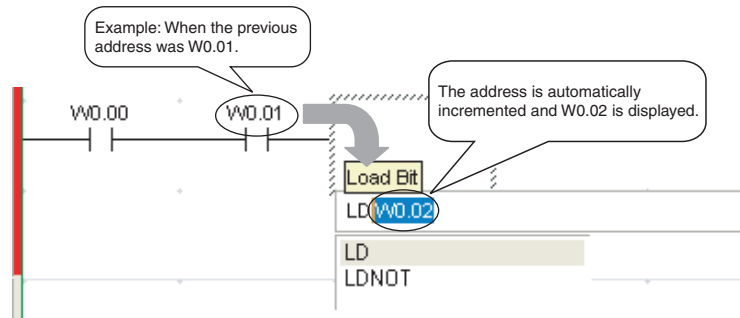 Example: When the previous
address was W0.01.
The address is automatically
incremented and W0.02 is displayed.
W0.00
W0.01
Load Bit
LD W0.02
LD
LDNOT